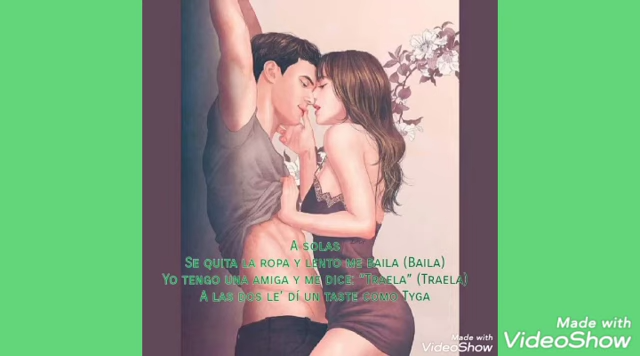 A solas
Se quita la ropa y lento me baila (Baila)
Yo tengo una amiga y me dice: "Traela" (Traela)
A las dos le' di un taste como Tyga
Made with
VideoShow
Made with
VideoShow